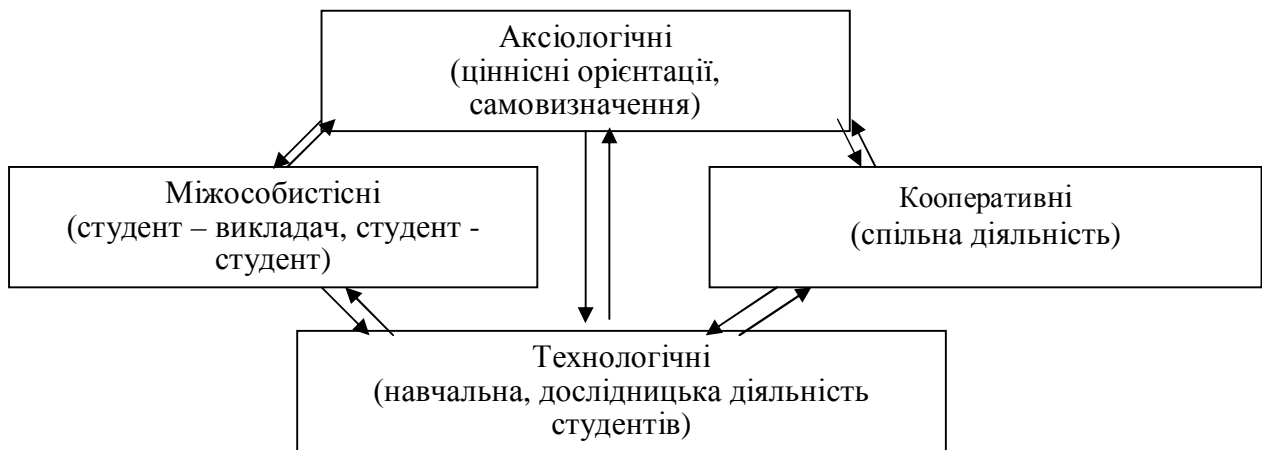 Аксіологічні
(ціннісні орієнтації,
самовизначення)
Міжособистісні
(студент – викладач, студент -
студент)
Кооперативні
(спільна діяльність)
Технологічні
(навчальна, дослідницька діяльність
студентів)